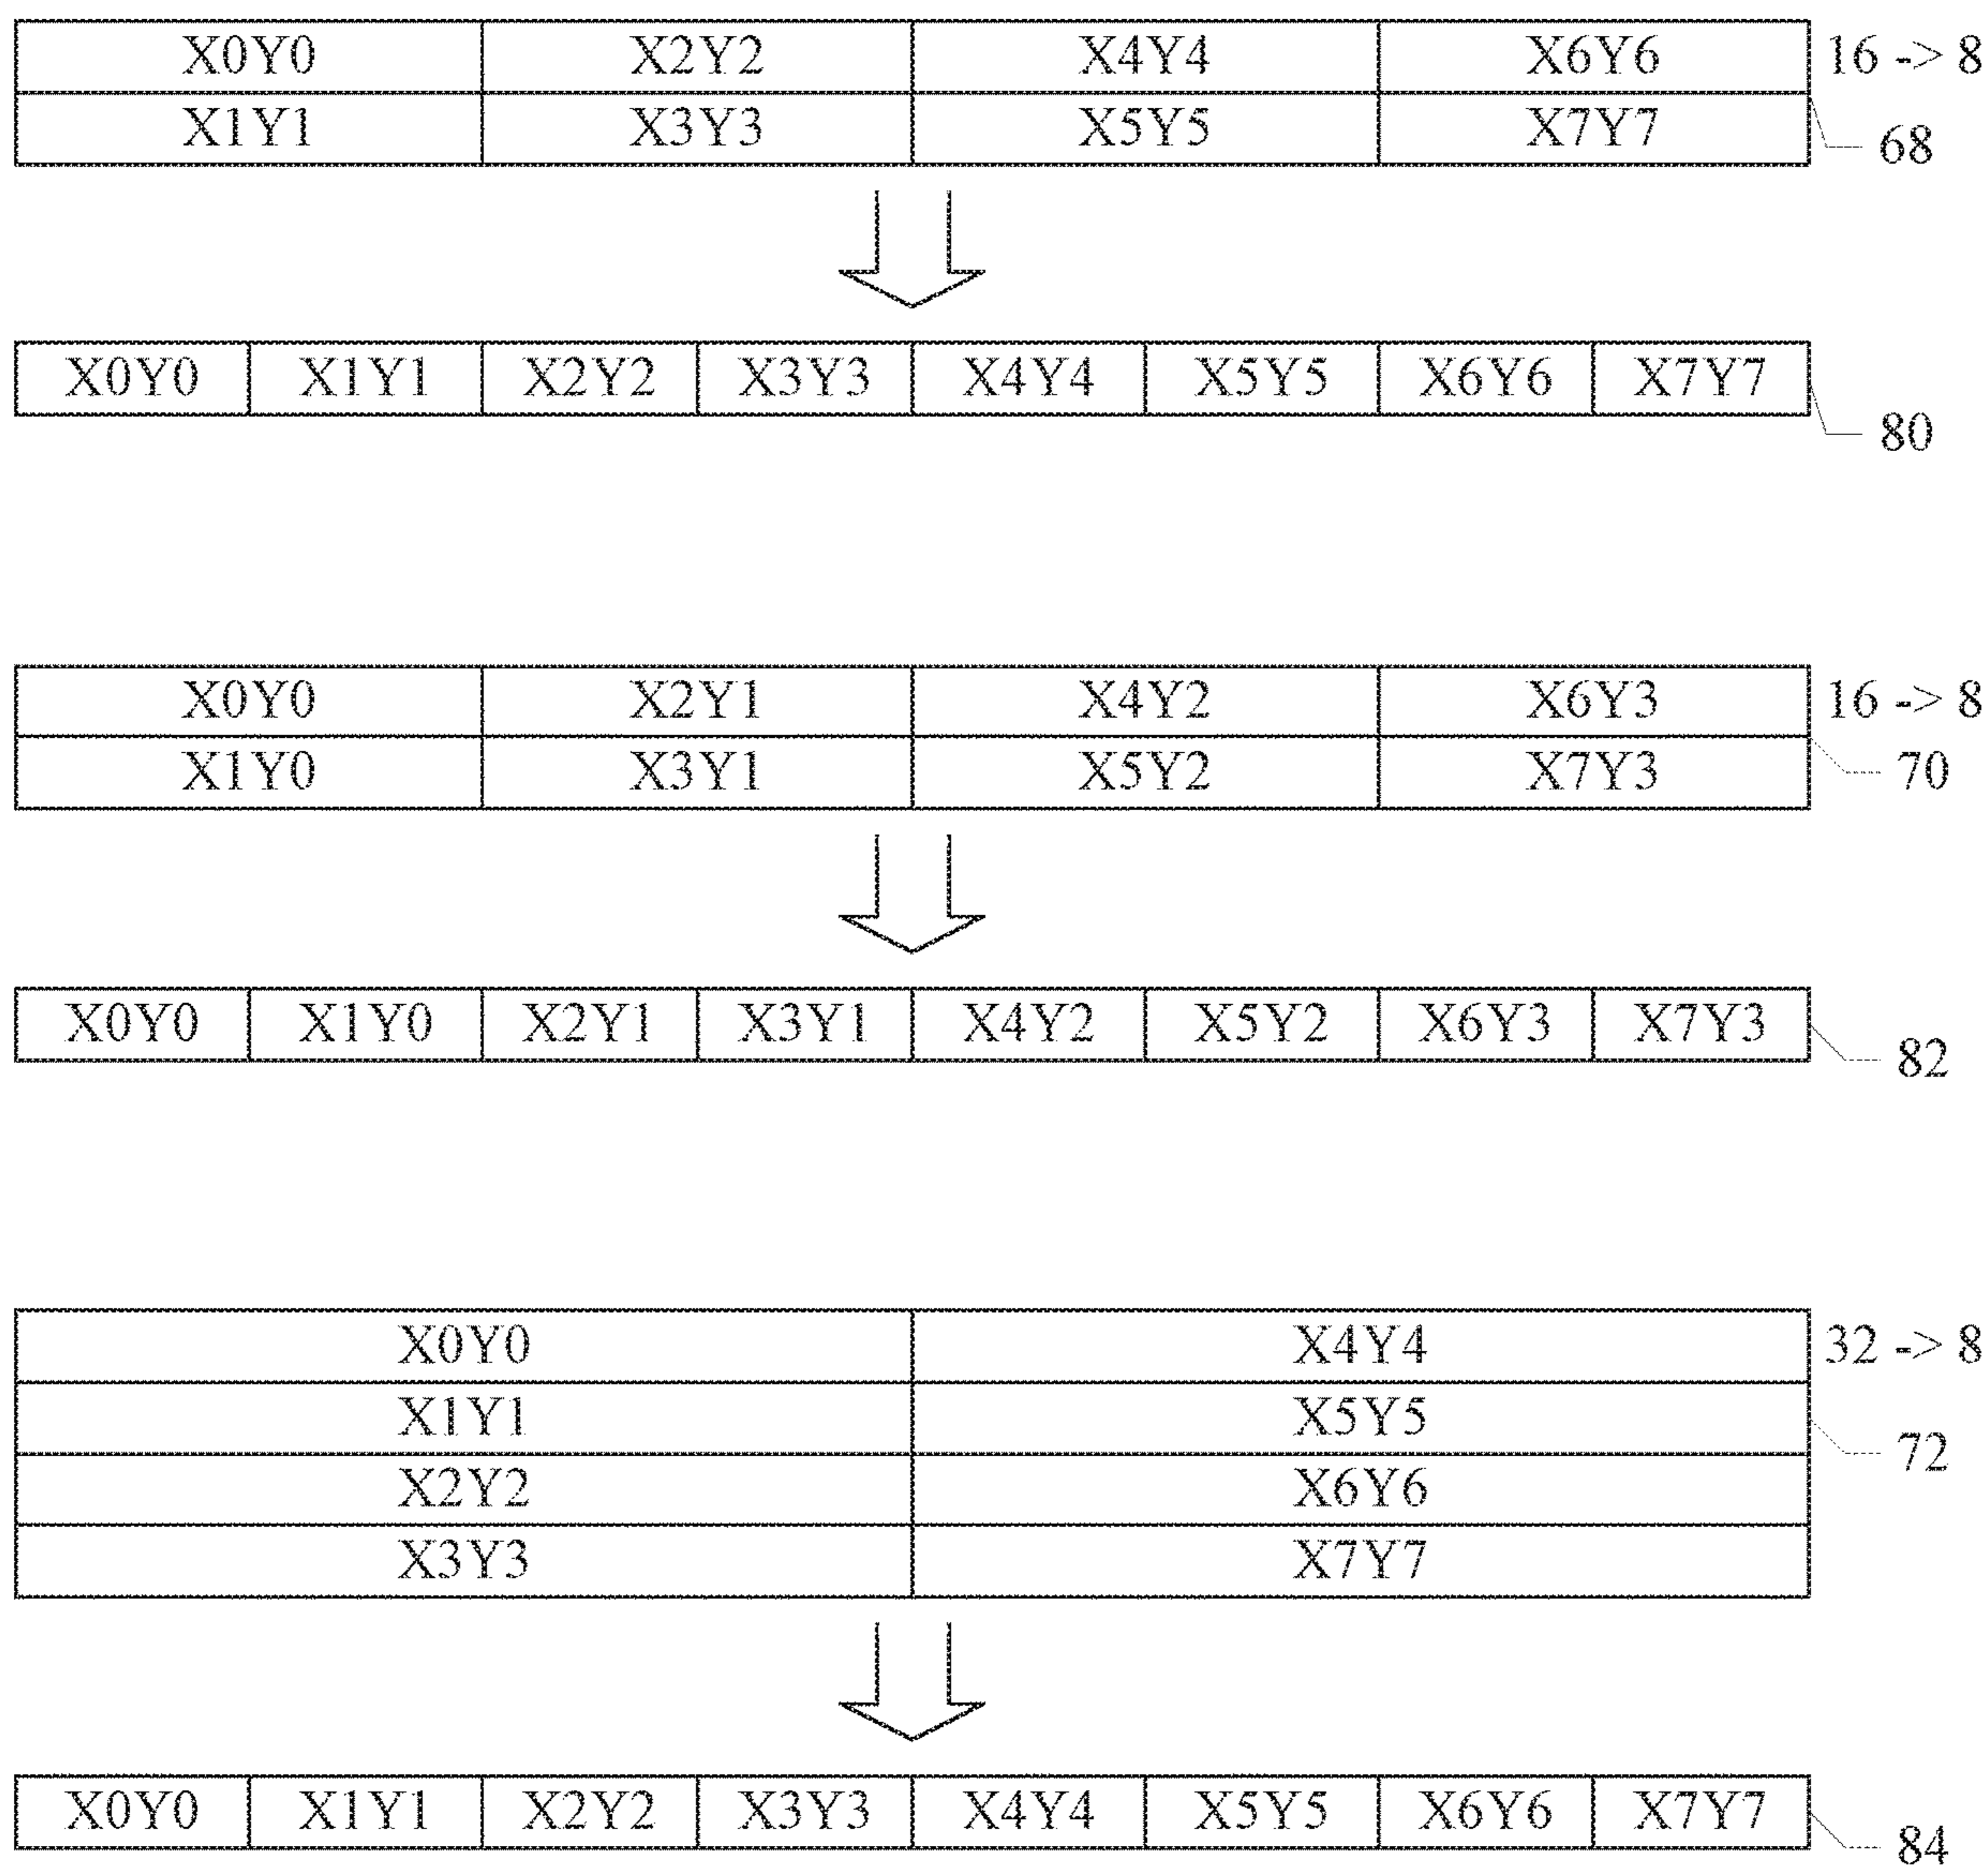 X0Y0 X2Y2 X4Y4 X6Y6 16 -> 8
X1Y1 X3Y3 X5Y5 X7Y7 68
X0Y0 X1Y1 X2Y2 X3Y3 X4Y4 X5Y5 X6Y6 X7Y7
80
X0Y0 X2Y1 X4Y2 X6Y3 16 -> 8
X1Y0 X3Y1 X5Y2 X7Y3 70
X0Y0 X1Y0 X2Y1 X3Y1 X4Y2 X5Y2 X6Y3 X7Y3
82
X0Y0 X4Y4 32 -> 8
X1Y1 X5Y5 72
X2Y2 X6Y6
X3Y3 X7Y7
X0Y0 X1Y1 X2Y2 X3Y3 X4Y4 X5Y5 X6Y6 X7Y7
84